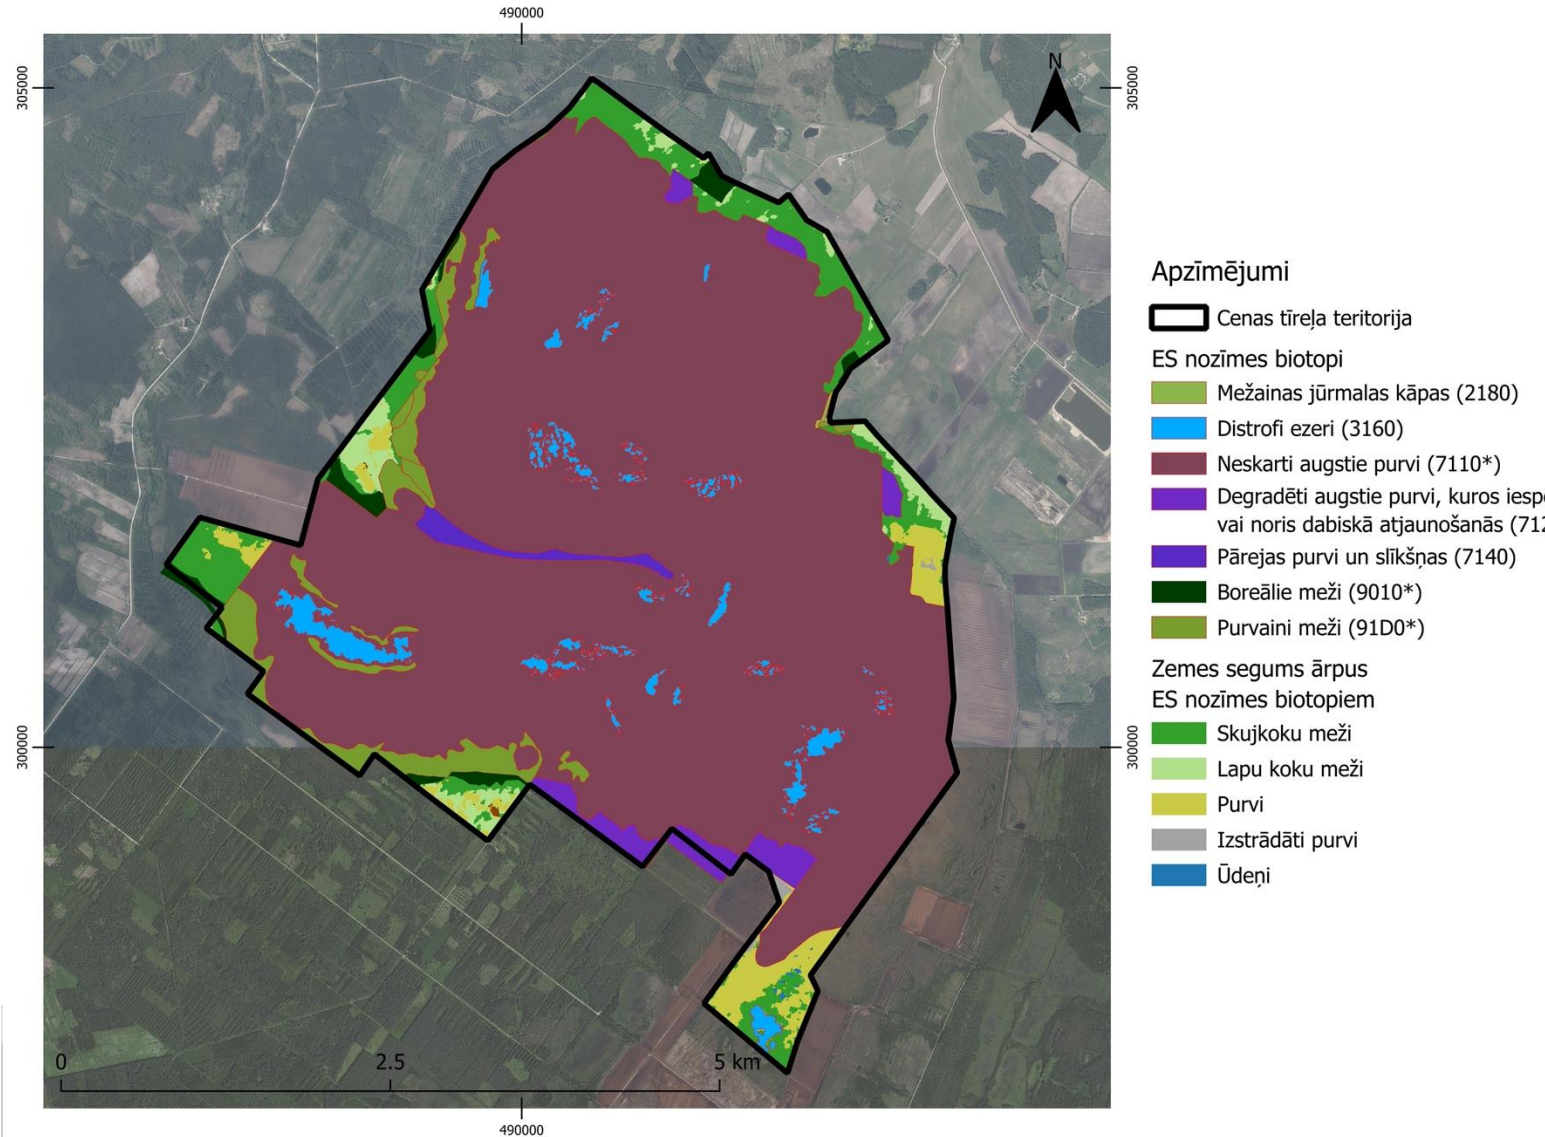 490000
305000
305000
N
Apzīmējumi
Cenas tīreļa teritorija
ES nozīmes biotopi
Mežainas jūrmalas kāpas (2180)
Distrofi ezeri (3160)
Neskarti augstie purvi (7110*)
Degradēti augstie purvi, kuros
vai noris dabiskā atjaunošanās
Pārejas purvi un slīkšņas (7140)
Boreālie meži (9010*)
Purvaini meži (91D0*)
Zemes segums ārpus
ES nozīmes biotopiem
Skujkoku meži
Lapu koku meži
Purvi
Izstrādāti purvi
Ūdeņi
300000
300000
0 2.5 5 km
490000